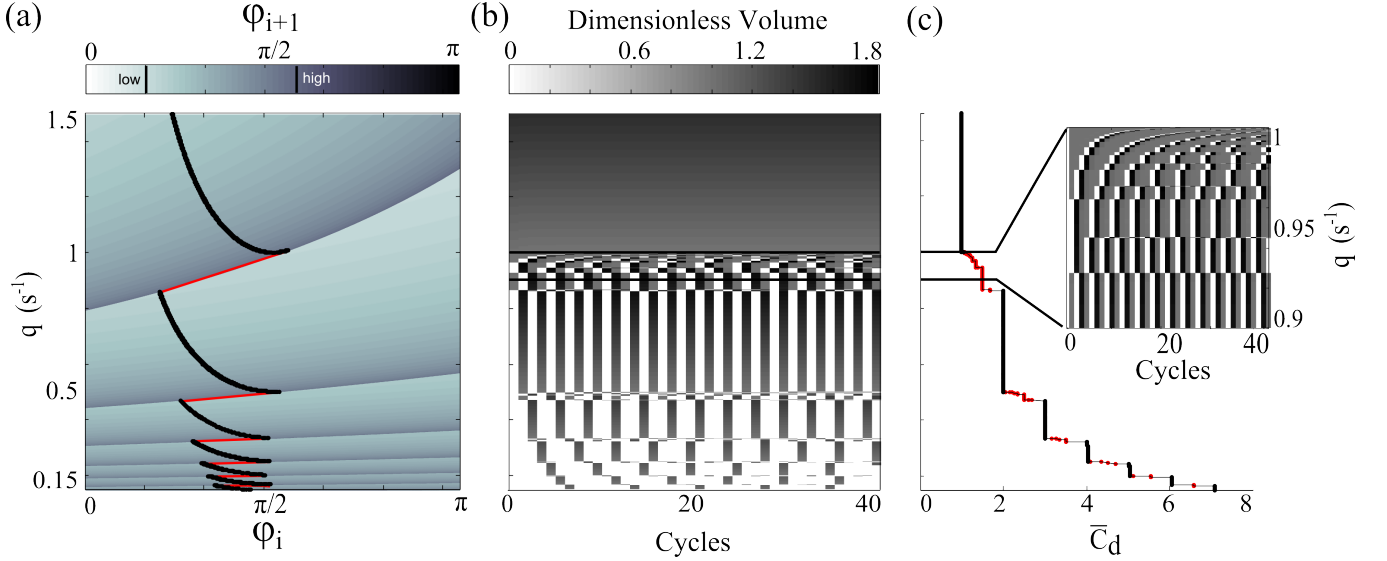 (a)
φi+1
0 π/2 π
low high
1.5
1
0.5
0.15
q (s-1)
0 π/2 π
φi
(b)
Dimensionless Volume
0 0.6 1.2 1.8
0 20 40
Cycles
(c)
1
0.95
0.9
q (s-1)
0 20 40
Cycles
0 2 4 6 8
C̅d